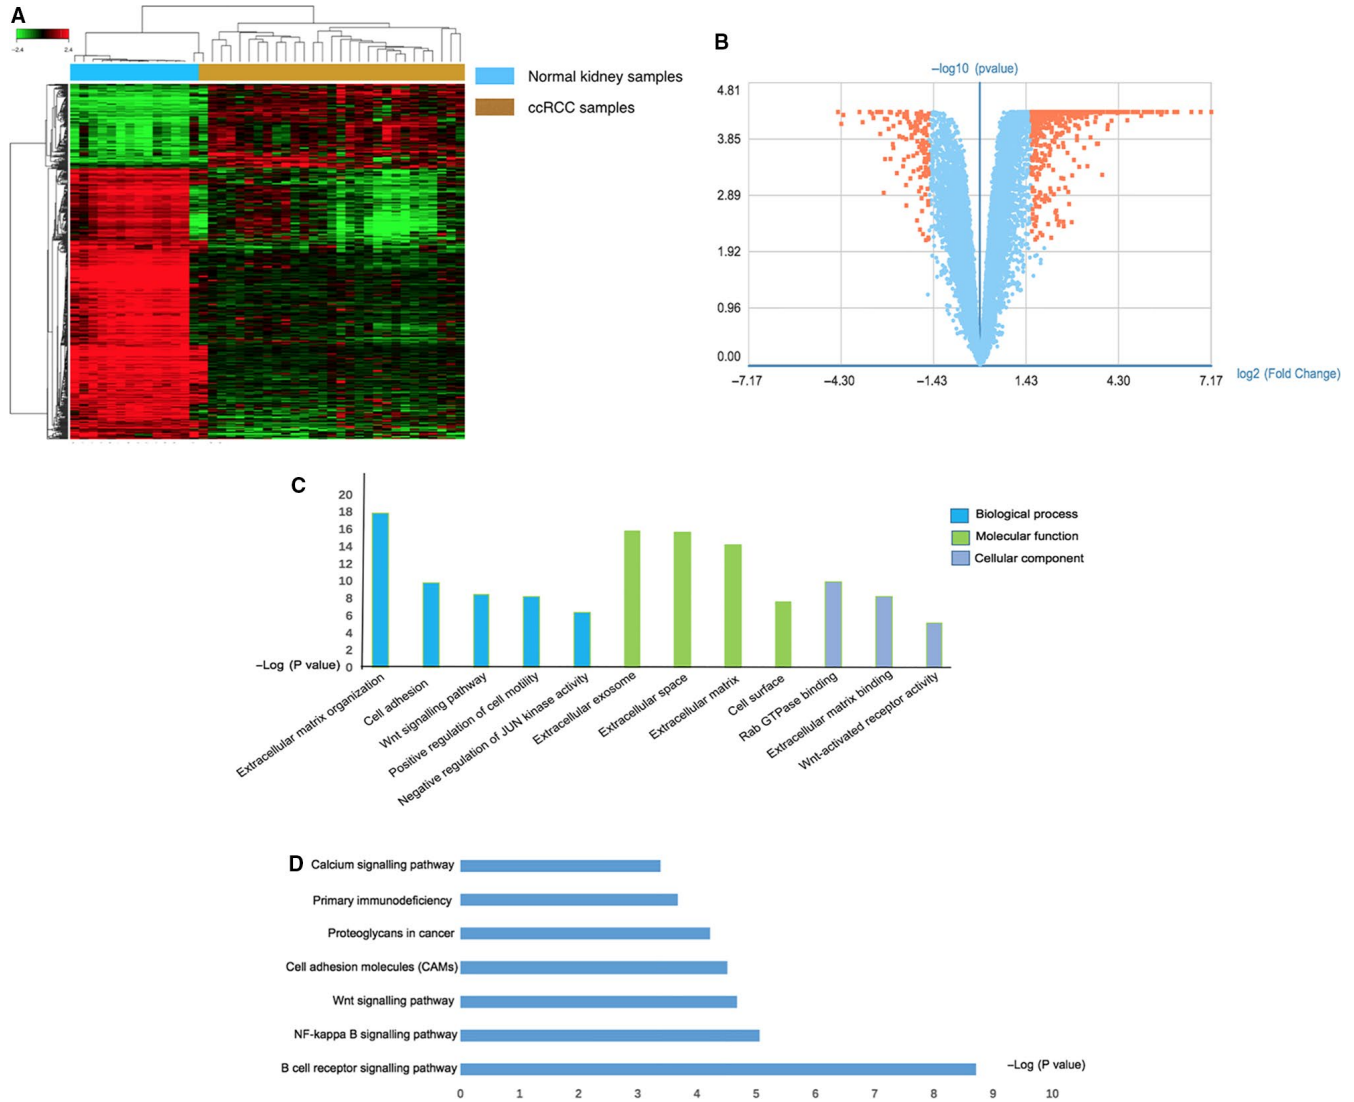 A
−2.4 2.4
Normal kidney samples
ccRCC samples
B
−log10 (pvalue)
4.81
3.85
2.89
1.92
0.96
0.00
−7.17 −4.30 −1.43 1.43 4.30 7.17
log2 (Fold Change)
C
20
18
16
14
12
10
8
6
4
2
−Log (P value) 0
Extracellular matrix organization
Cell adhesion
Wnt signalling pathway
Positive regulation of cell motility
Negative regulation of JUN kinase activity
Extracellular exosome
Extracellular space
Extracellular matrix
Cell surface
Rab GTPase binding
Extracellular matrix binding
Wnt-activated receptor activity
Biological process
Molecular function
Cellular component
D
Calcium signalling pathway
Primary immunodeficiency
Proteoglycans in cancer
Cell adhesion molecules (CAMs)
Wnt signalling pathway
NF-kappa B signalling pathway
B cell receptor signalling pathway
−Log (P value)
0 1 2 3 4 5 6 7 8 9 10